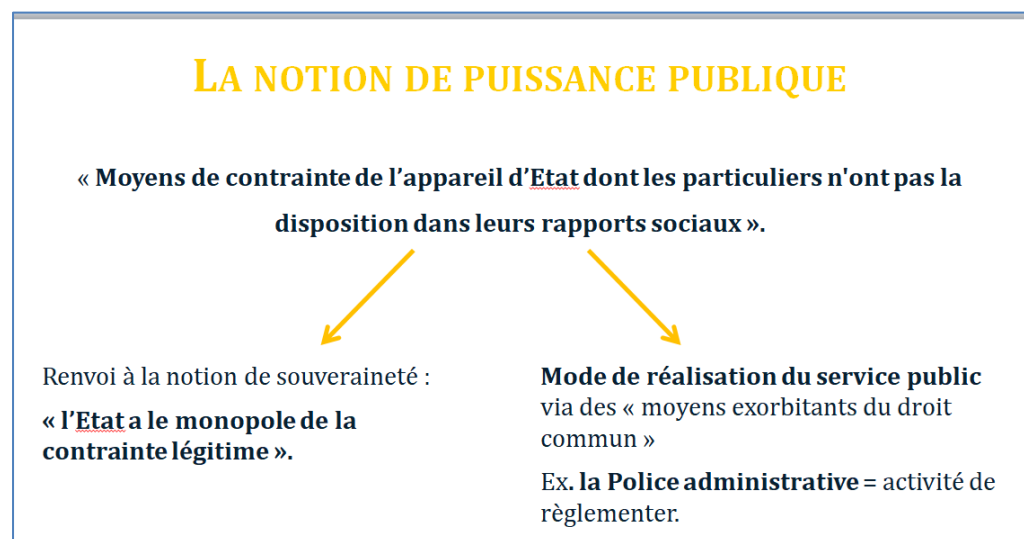 LA NOTION DE PUISSANCE PUBLIQUE
« Moyens de contrainte de l’appareil d’Etat dont les particuliers n'ont pas la
disposition dans leurs rapports sociaux ».
Renvoi à la notion de souveraineté :
« l’Etat a le monopole de la
contrainte légitime ».
Mode de réalisation du service public
via des « moyens exorbitants du droit
commun »
Ex. la Police administrative = activité de
règlementer.